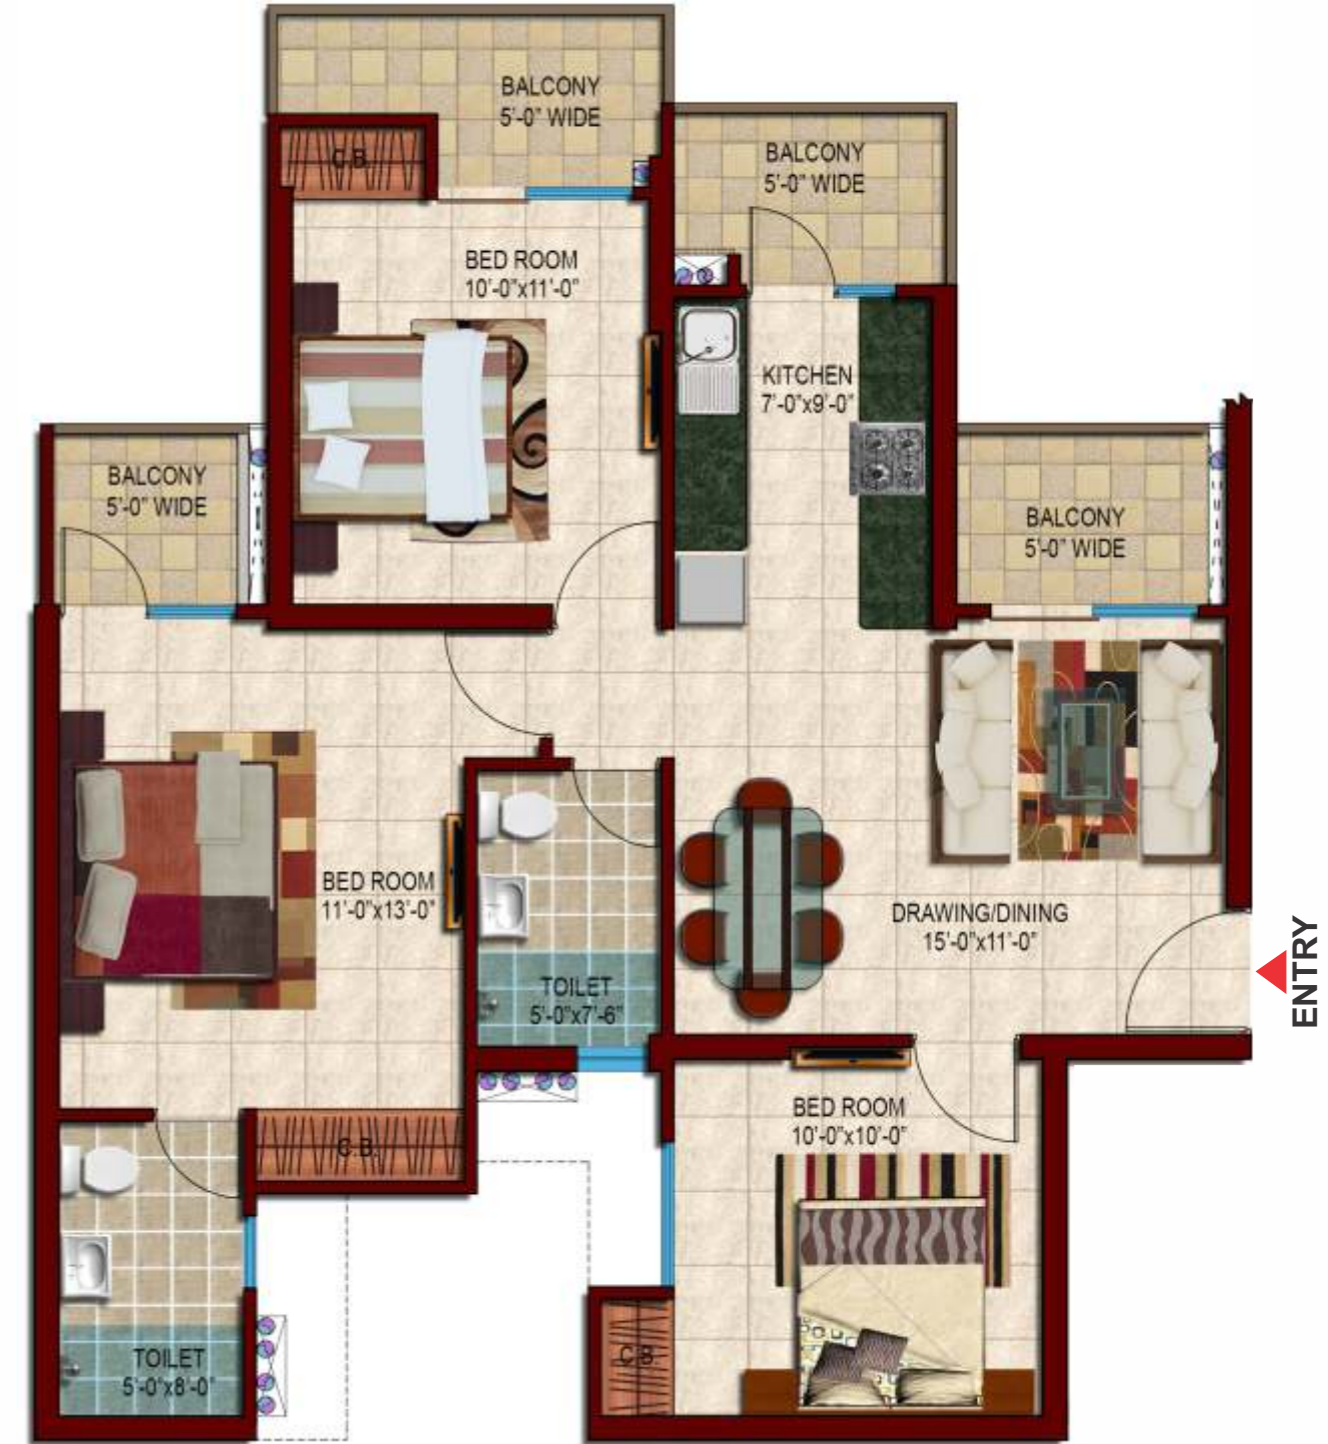 BALCONY
5'-0" WIDE
BALCONY
5'-0" WIDE
C.B.
BED ROOM
10'-0"x11'-0"
KITCHEN
7'-0"x9'-0"
BALCONY
5'-0" WIDE
BALCONY
5'-0" WIDE
BED ROOM
11'-0"x13'-0"
DRAWING/DINING
15'-0"x11'-0"
ENTRY
TOILET
5'-0"x7'-6"
BED ROOM
10'-0"x10'-0"
C.B.
TOILET
5'-0"x8'-0"
C.B.